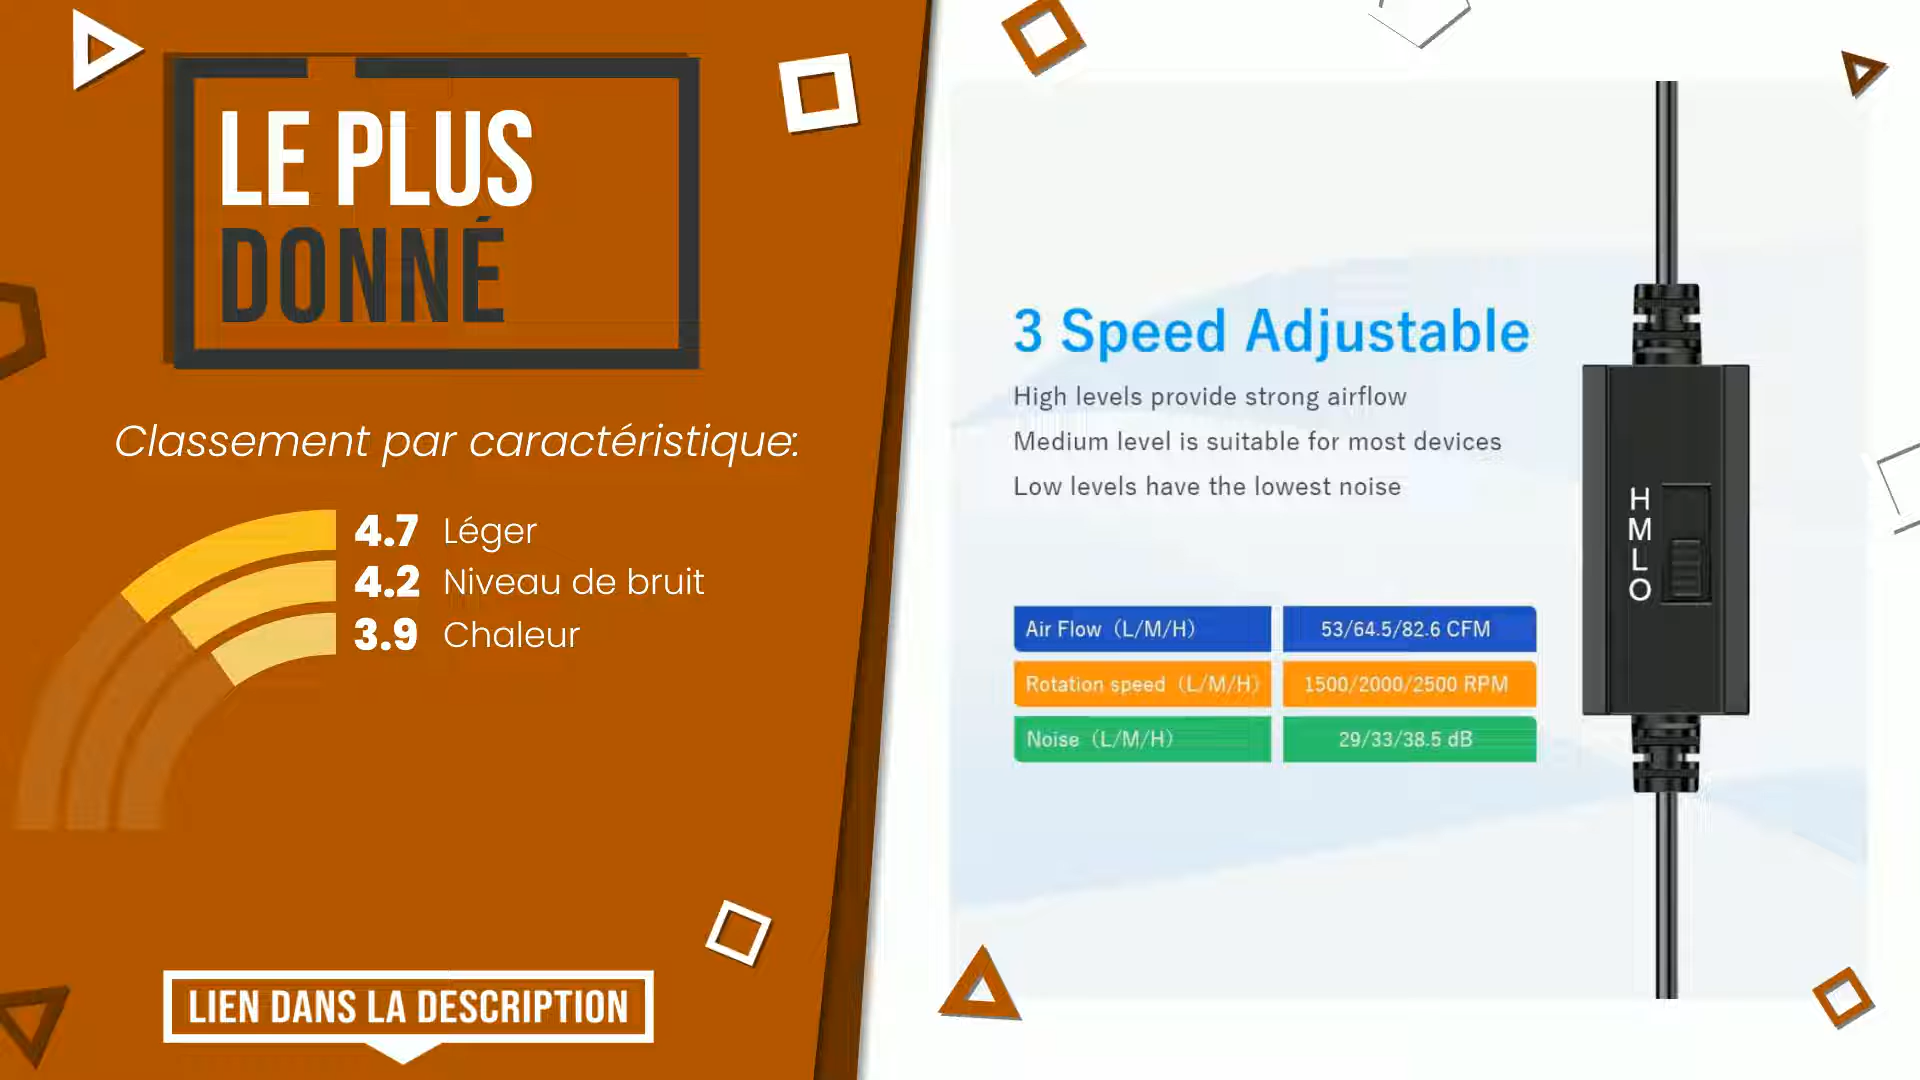 LE PLUS
DONNÉ
Classement par caractéristique:
4.7 Léger
4.2 Niveau de bruit
3.9 Chaleur
LIEN DANS LA DESCRIPTION
3 Speed Adjustable
High levels provide strong airflow
Medium level is suitable for most devices
Low levels have the lowest noise
Air Flow (L/M/H) 53/64.5/82.6 CFM
Rotation speed (L/M/H) 1500/2000/2500 RPM
Noise (L/M/H) 29/33/38.5 dB
H
M
L
O